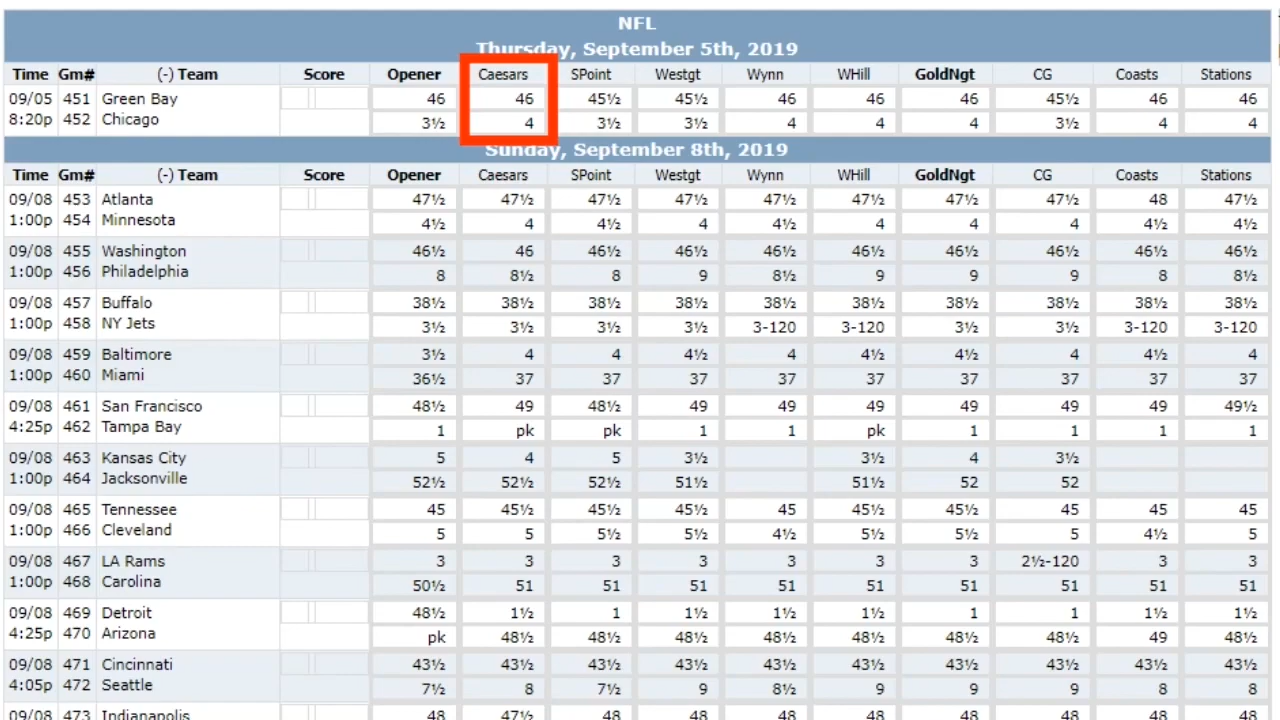 NFL
Thursday, September 5th, 2019
Time Gm# (-) Team Score Opener Caesars SPoint Westgt Wynn WHill GoldNgt CG Coasts Stations
09/05 451 Green Bay 46 46 45½ 45½ 46 46 46 45½ 46 46
8:20p 452 Chicago 3½ 4 3½ 3½ 4 4 4 3½ 4 4
Sunday, September 8th, 2019
Time Gm# (-) Team Score Opener Caesars SPoint Westgt Wynn WHill GoldNgt CG Coasts Stations
09/08 453 Atlanta 47½ 47½ 47½ 47½ 47½ 47½ 47½ 47½ 48 47½
1:00p 454 Minnesota 4½ 4 4½ 4 4½ 4 4 4 4½ 4½
09/08 455 Washington 46½ 46 46½ 46½ 46½ 46½ 46½ 46½ 46½ 46½
1:00p 456 Philadelphia 8 8½ 8 9 8½ 9 9 9 8 8½
09/08 457 Buffalo 38½ 38½ 38½ 38½ 38½ 38½ 38½ 38½ 38½ 38½
1:00p 458 NY Jets 3½ 3½ 3½ 3½ 3-120 3-120 3½ 3½ 3-120 3-120
09/08 459 Baltimore 3½ 4 4 4½ 4 4½ 4½ 4 4½ 4
1:00p 460 Miami 36½ 37 37 37 37 37 37 37 37 37
09/08 461 San Francisco 48½ 49 48½ 49 49 49 49 49 49 49½
4:25p 462 Tampa Bay 1 pk pk 1 1 pk 1 1 1 1
09/08 463 Kansas City 5 4 5 3½ 3½ 4 3½
1:00p 464 Jacksonville 52½ 52½ 52½ 51½ 51½ 52 52
09/08 465 Tennessee 45 45½ 45½ 45½ 45 45½ 45½ 45 45 45
1:00p 466 Cleveland 5 5 5½ 5½ 4½ 5½ 5½ 5 4½ 5
09/08 467 LA Rams 3 3 3 3 3 3 3 2½-120 3 3
1:00p 468 Carolina 50½ 51 51 51 51 51 51 51 51 51
09/08 469 Detroit 48½ 1½ 1 1½ 1½ 1½ 1 1 1½ 1½
4:25p 470 Arizona pk 48½ 48½ 48½ 48½ 48½ 48½ 48½ 49 48½
09/08 471 Cincinnati 43½ 43½ 43½ 43½ 43½ 43½ 43½ 43½ 43½ 43½
4:05p 472 Seattle 7½ 8 7½ 9 8½ 9 9 9 8 8
09/08 473 Indianapolis 48 47½ 48 48 48 48 48 48 48 48